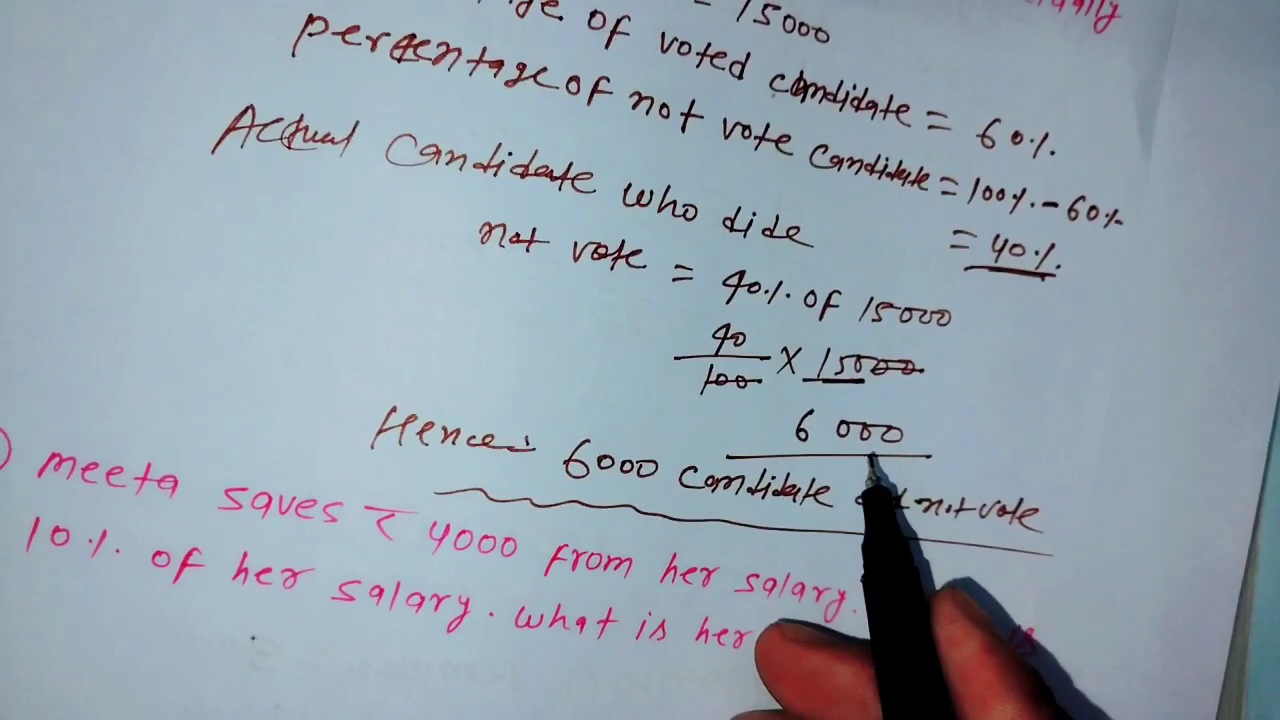 = 15000
ge of voted candidate = 60%.
percentage of not vote candidate = 100% - 60%
= 40%.
Actual candidate who dide
not vote = 40% of 15000
40/100 × 15000
6000
Hence:- 6000 candidate not vote
) meeta saves ₹ 4000 from her salary.
10% of her salary. what is her